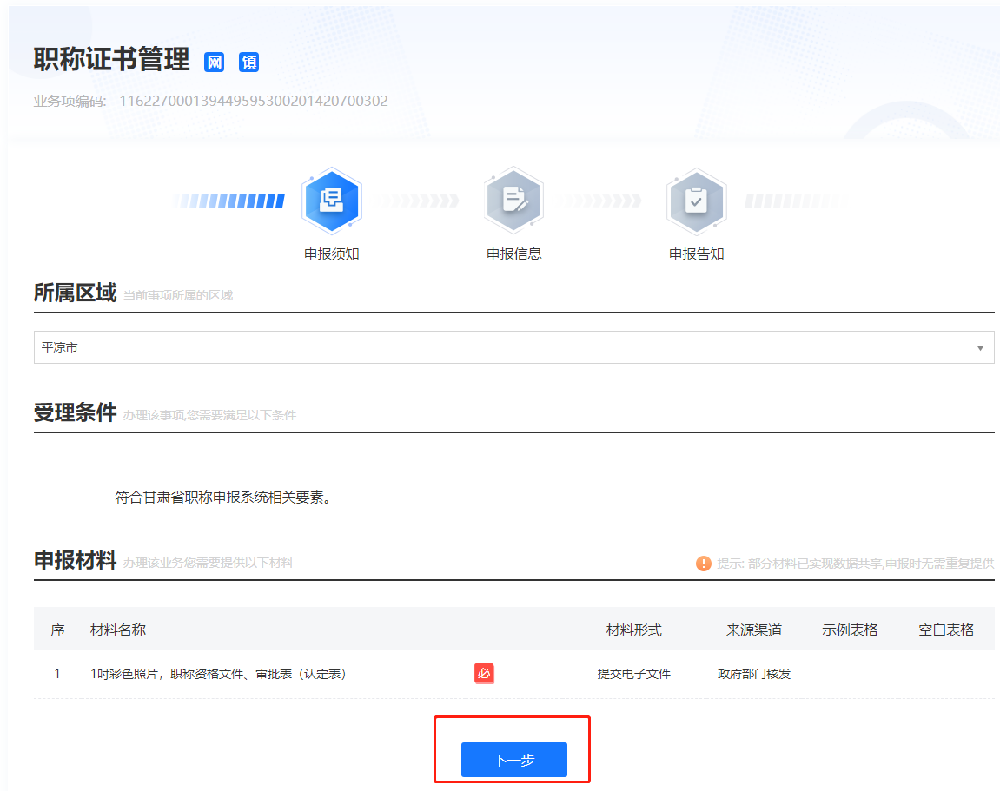 职称证书管理 网 镇
业务项编码: 11622700013944959530020142070​0302
申报须知 申报信息 申报告知
所属区域 当前事项所属的区域
平凉市
受理条件 办理该事项,您需要满足以下条件
符合甘肃省职称申报系统相关要素。
申报材料 办理该业务您需要提供以下材料 提示: 部分材料已实现数据共享,申报时无需重复提供
序 材料名称 材料形式 来源渠道 示例表格 空白表格
1 1吋彩色照片，职称资格文件、审批表（认定表） 必 提交电子文件 政府部门核发
下一步